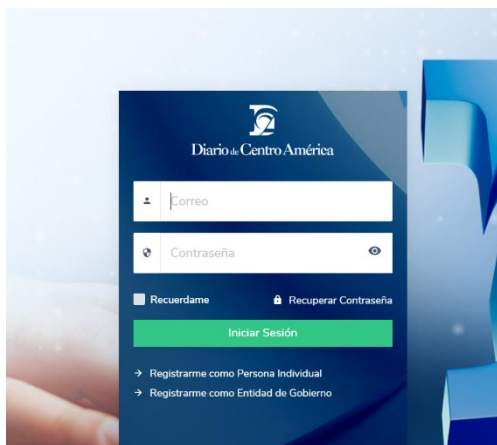 Diario de Centro América
Correo
Contraseña
Recuerdame
Recuperar Contraseña
Iniciar Sesión
Registrarme como Persona Individual
Registrarme como Entidad de Gobierno